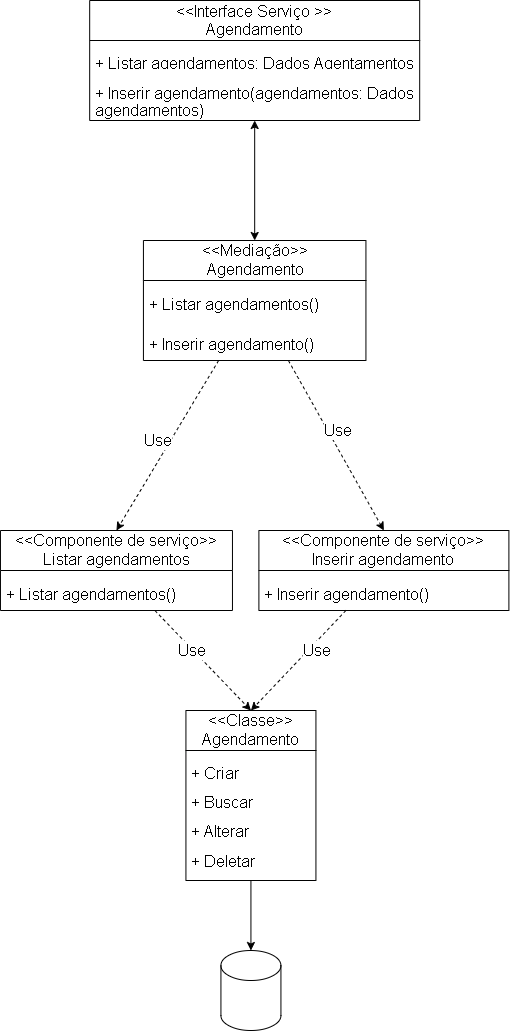 <<Interface Serviço >>
Agendamento
+ Listar agendamentos: Dados Agentamentos
+ Inserir agendamento(agendamentos: Dados
agendamentos)
<<Mediação>>
Agendamento
+ Listar agendamentos()
+ Inserir agendamento()
Use
Use
<<Componente de serviço>>
Listar agendamentos
+ Listar agendamentos()
<<Componente de serviço>>
Inserir agendamento
+ Inserir agendamento()
Use
Use
<<Classe>>
Agendamento
+ Criar
+ Buscar
+ Alterar
+ Deletar